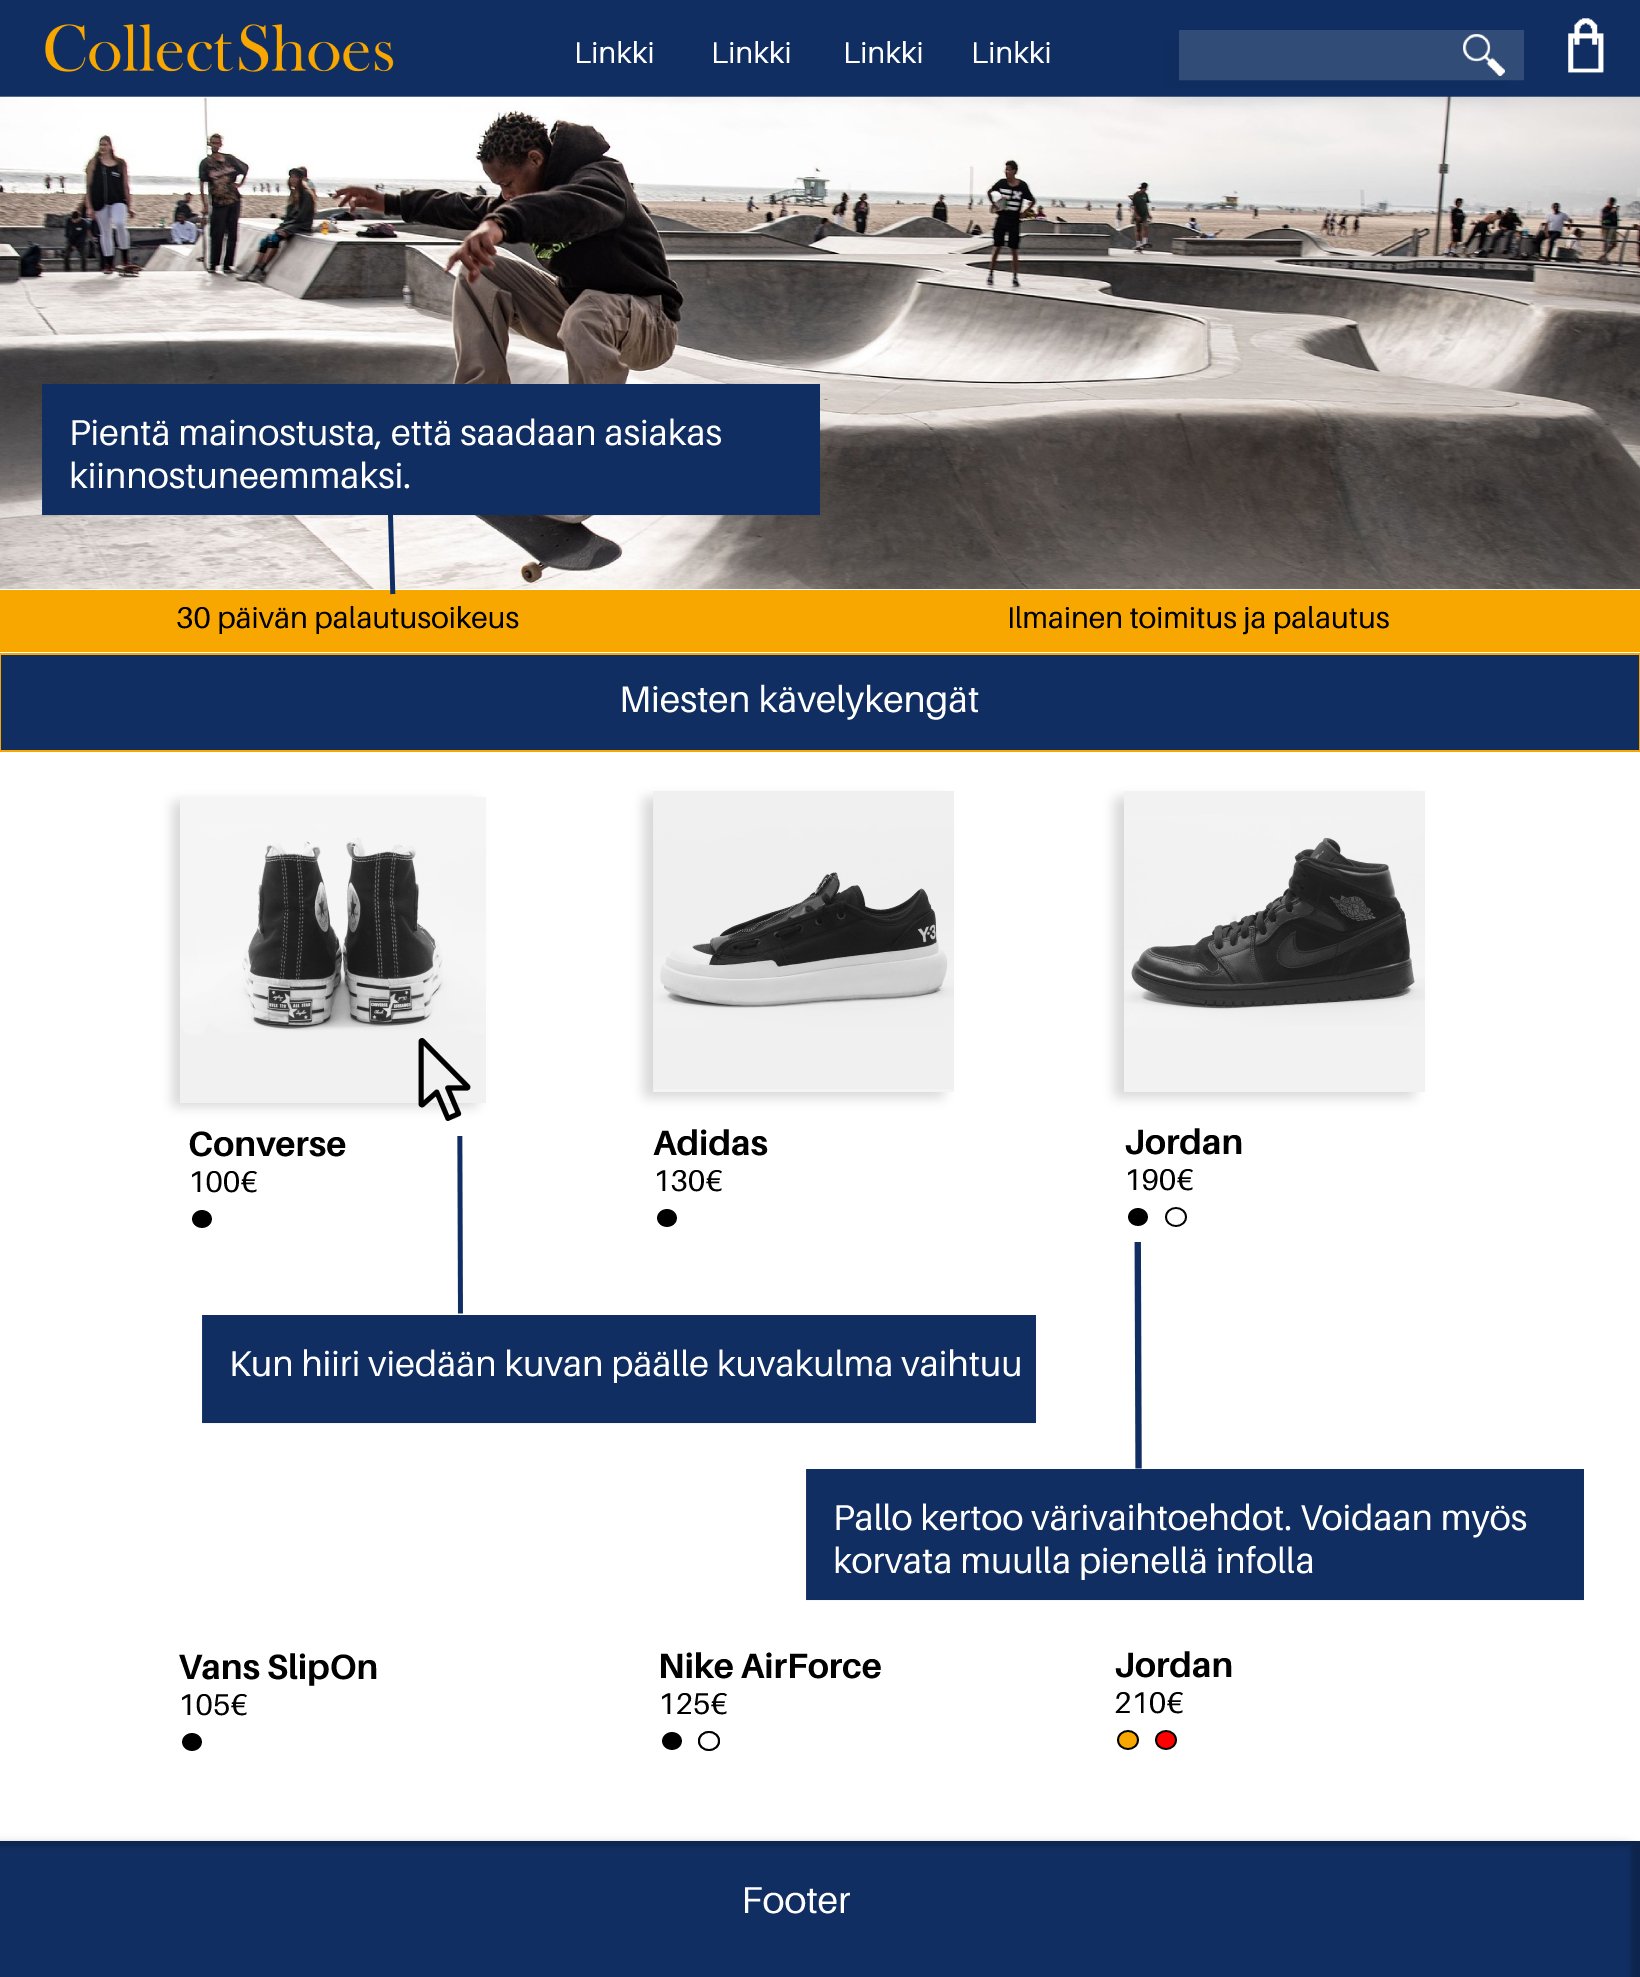 CollectShoes
Linkki Linkki Linkki Linkki
Pientä mainostusta, että saadaan asiakas
kiinnostuneemmaksi.
30 päivän palautusoikeus
Ilmainen toimitus ja palautus
Miesten kävelykengät
Y-3
Converse
100€
Adidas
130€
Jordan
190€
Kun hiiri viedään kuvan päälle kuvakulma vaihtuu
Pallo kertoo värivaihtoehdot. Voidaan myös
korvata muulla pienellä infolla
Vans SlipOn
105€
Nike AirForce
125€
Jordan
210€
Footer